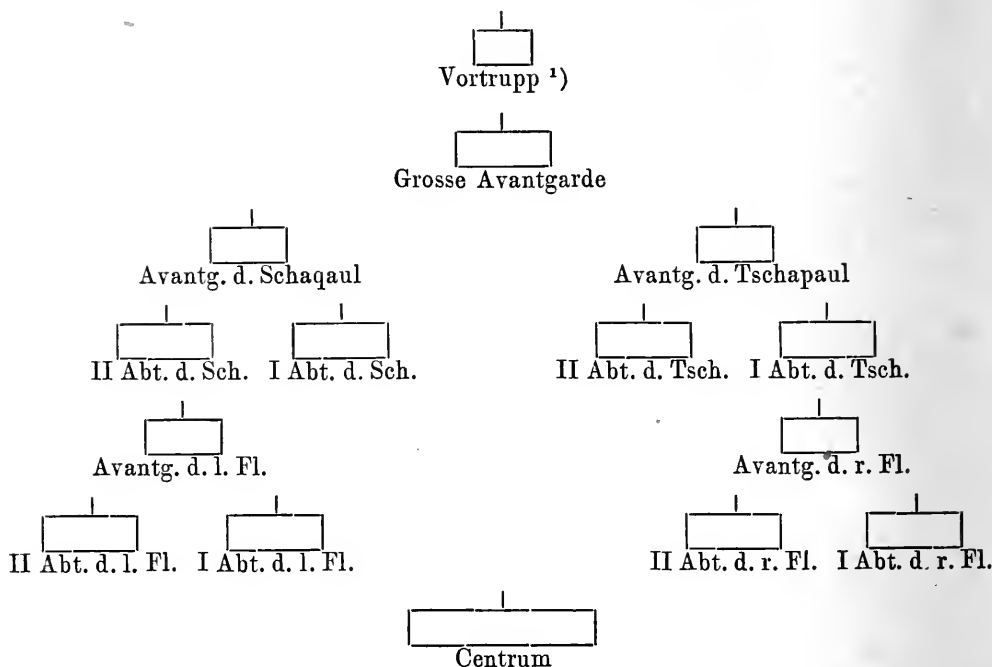 Vortrupp ¹)
Grosse Avantgarde
Avantg. d. Schaqaul Avantg. d. Tschapaul
II Abt. d. Sch. I Abt. d. Sch. II Abt. d. Tsch. I Abt. d. Tsch.
Avantg. d. l. Fl. Avantg. d. r. Fl.
II Abt. d. l. Fl. I Abt. d. l. Fl. II Abt. d. r. Fl. I Abt. d. r. Fl.
Centrum